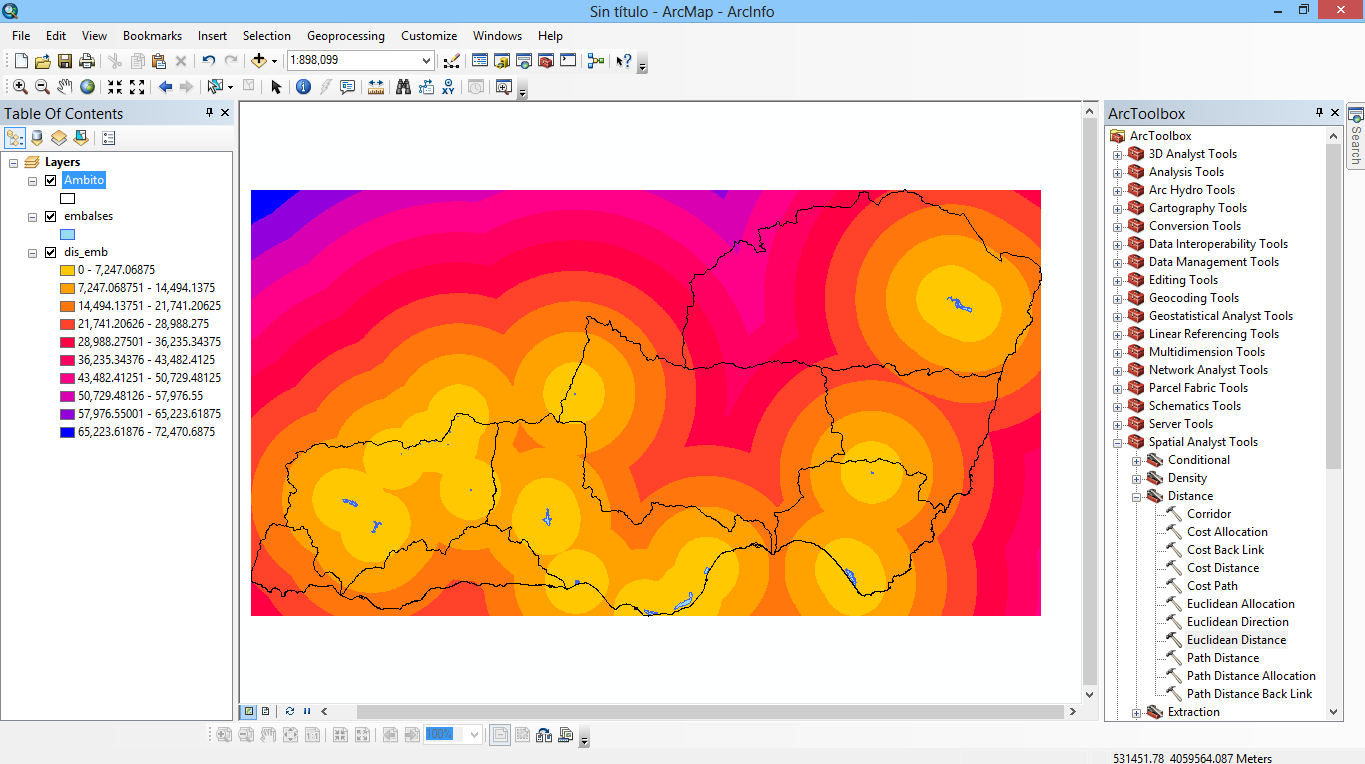 Sin título - ArcMap - ArcInfo
File Edit View Bookmarks Insert Selection Geoprocessing Customize Windows Help
1:898,099
Table Of Contents
Layers
Ambito
embalses
dis_emb
0 - 7,247.06875
7,247.068751 - 14,494.1375
14,494.13751 - 21,741.20625
21,741.20626 - 28,988.275
28,988.27501 - 36,235.34375
36,235.34376 - 43,482.4125
43,482.41251 - 50,729.48125
50,729.48126 - 57,976.55
57,976.55001 - 65,223.61875
65,223.61876 - 72,470.6875
100%
ArcToolbox
ArcToolbox
3D Analyst Tools
Analysis Tools
Arc Hydro Tools
Cartography Tools
Conversion Tools
Data Interoperability Tools
Data Management Tools
Editing Tools
Geocoding Tools
Geostatistical Analyst Tools
Linear Referencing Tools
Multidimension Tools
Network Analyst Tools
Parcel Fabric Tools
Schematics Tools
Server Tools
Spatial Analyst Tools
Conditional
Density
Distance
Corridor
Cost Allocation
Cost Back Link
Cost Distance
Cost Path
Euclidean Allocation
Euclidean Direction
Euclidean Distance
Path Distance
Path Distance Allocation
Path Distance Back Link
Extraction
Search
531451.78 4059564.087 Meters